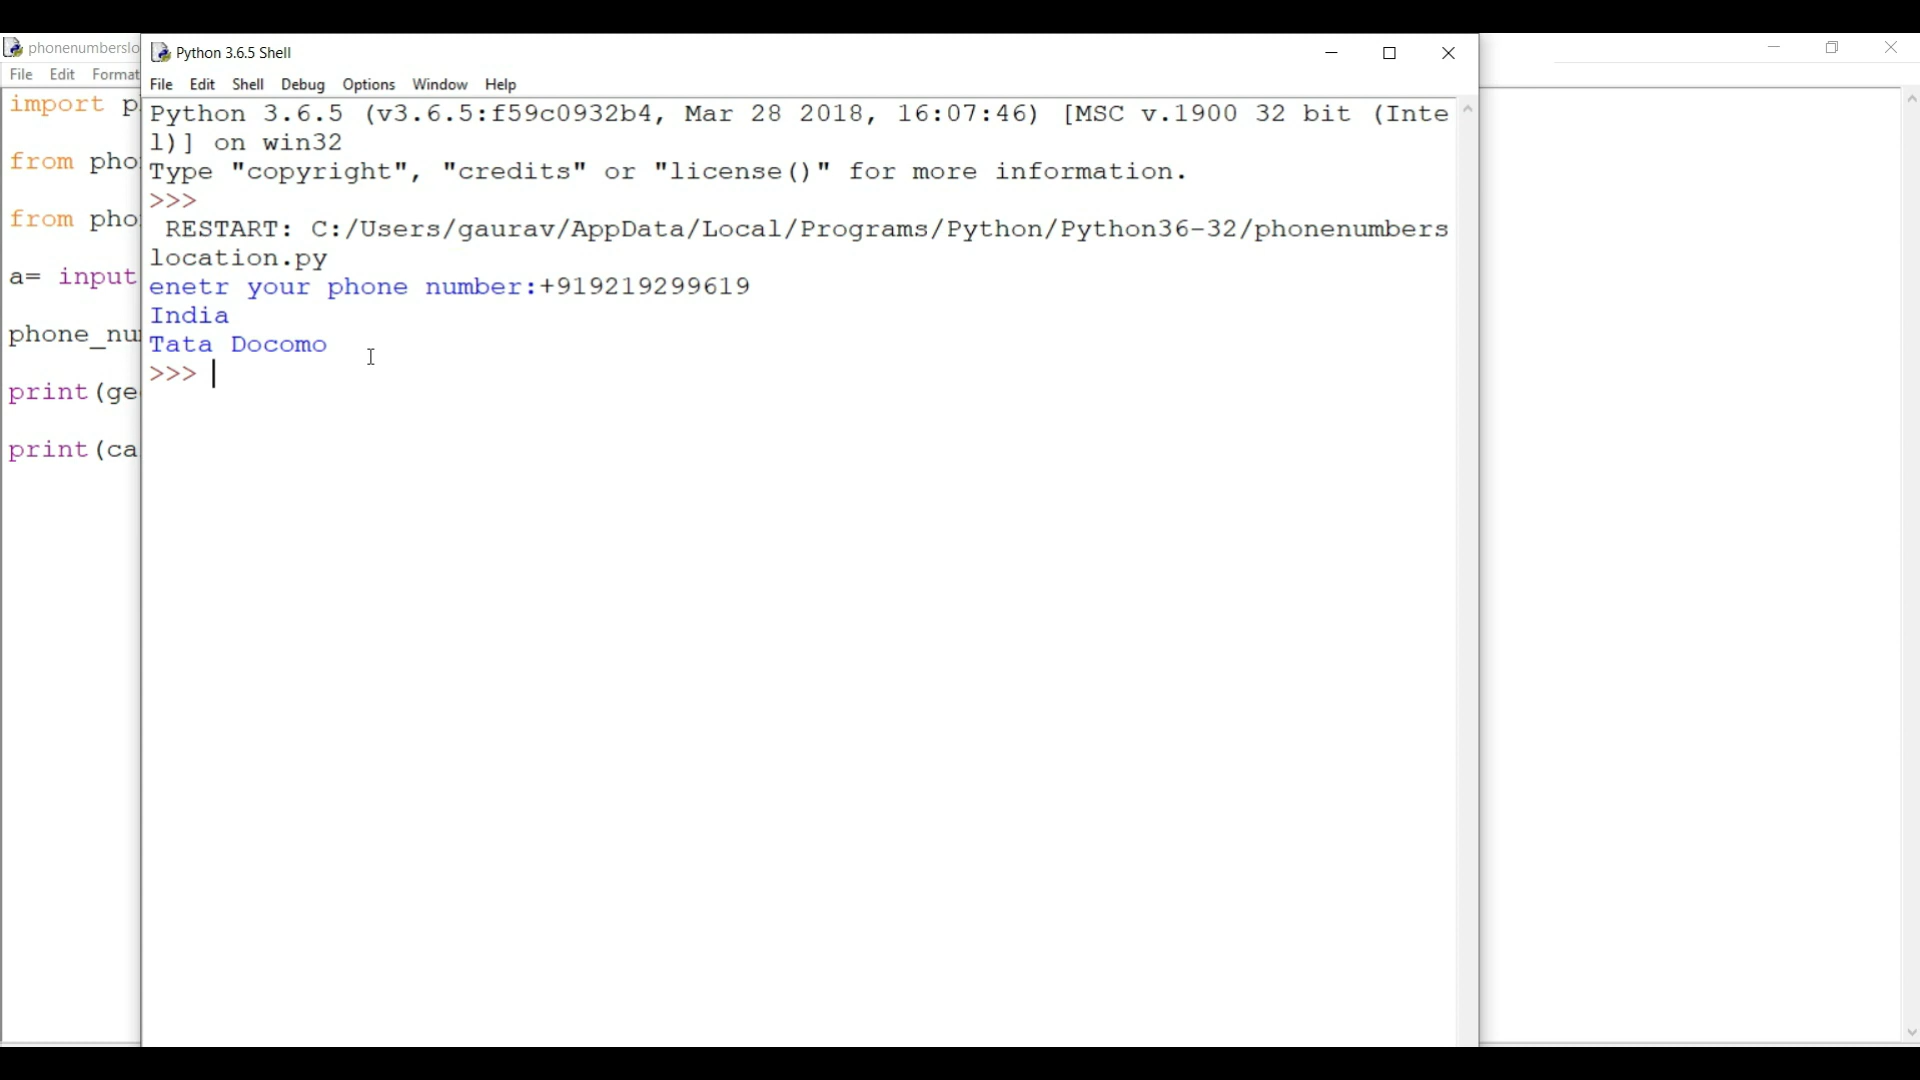 phonenumberslo
File Edit Format
import p
from pho
from pho
a= input
phone_nu
print(ge
print(ca
Python 3.6.5 Shell
File Edit Shell Debug Options Window Help
Python 3.6.5 (v3.6.5:f59c0932b4, Mar 28 2018, 16:07:46) [MSC v.1900 32 bit (Inte
l)] on win32
Type "copyright", "credits" or "license()" for more information.
>>>
RESTART: C:/Users/gaurav/AppData/Local/Programs/Python/Python36-32/phonenumbers
location.py
enetr your phone number:+919219299619
India
Tata Docomo
>>>